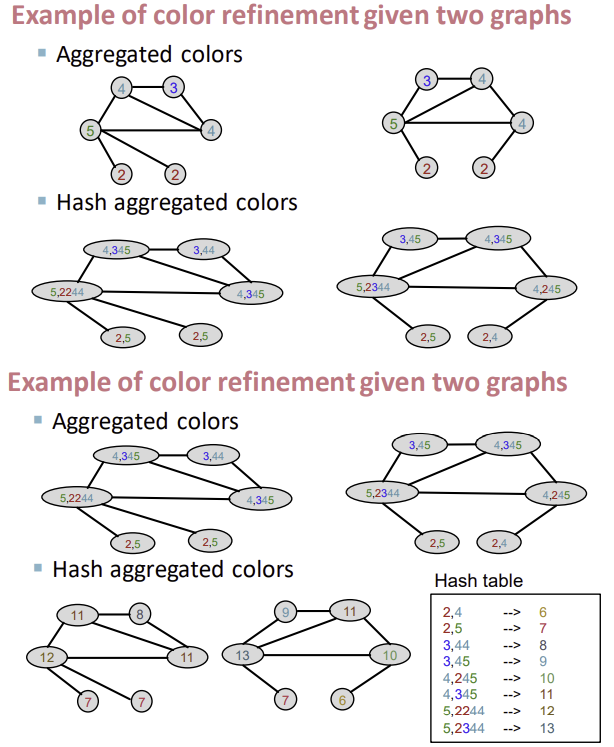 Example of color refinement given two graphs
Aggregated colors
4 3
5 4
2 2
3 4
5 4
2 2
Hash aggregated colors
4,345 3,44
5,2244 4,345
2,5 2,5
3,45 4,345
5,2344 4,245
2,5 2,4
Example of color refinement given two graphs
Aggregated colors
4,345 3,44
5,2244 4,345
2,5 2,5
3,45 4,345
5,2344 4,245
2,5 2,4
Hash aggregated colors
11 8
12 11
7 7
9 11
13 10
7 6
Hash table
2,4 --> 6
2,5 --> 7
3,44 --> 8
3,45 --> 9
4,245 --> 10
4,345 --> 11
5,2244 --> 12
5,2344 --> 13